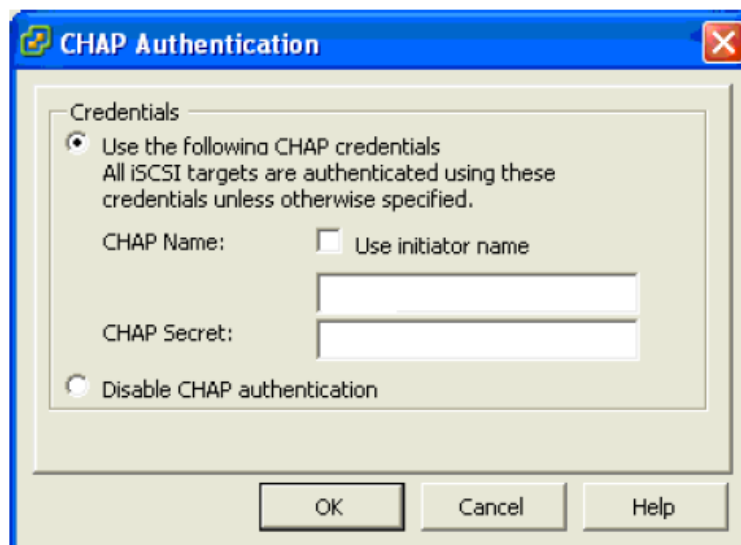 CHAP Authentication
Credentials
Use the following CHAP credentials
All iSCSI targets are authenticated using these
credentials unless otherwise specified.
CHAP Name:
Use initiator name
CHAP Secret:
Disable CHAP authentication
OK
Cancel
Help